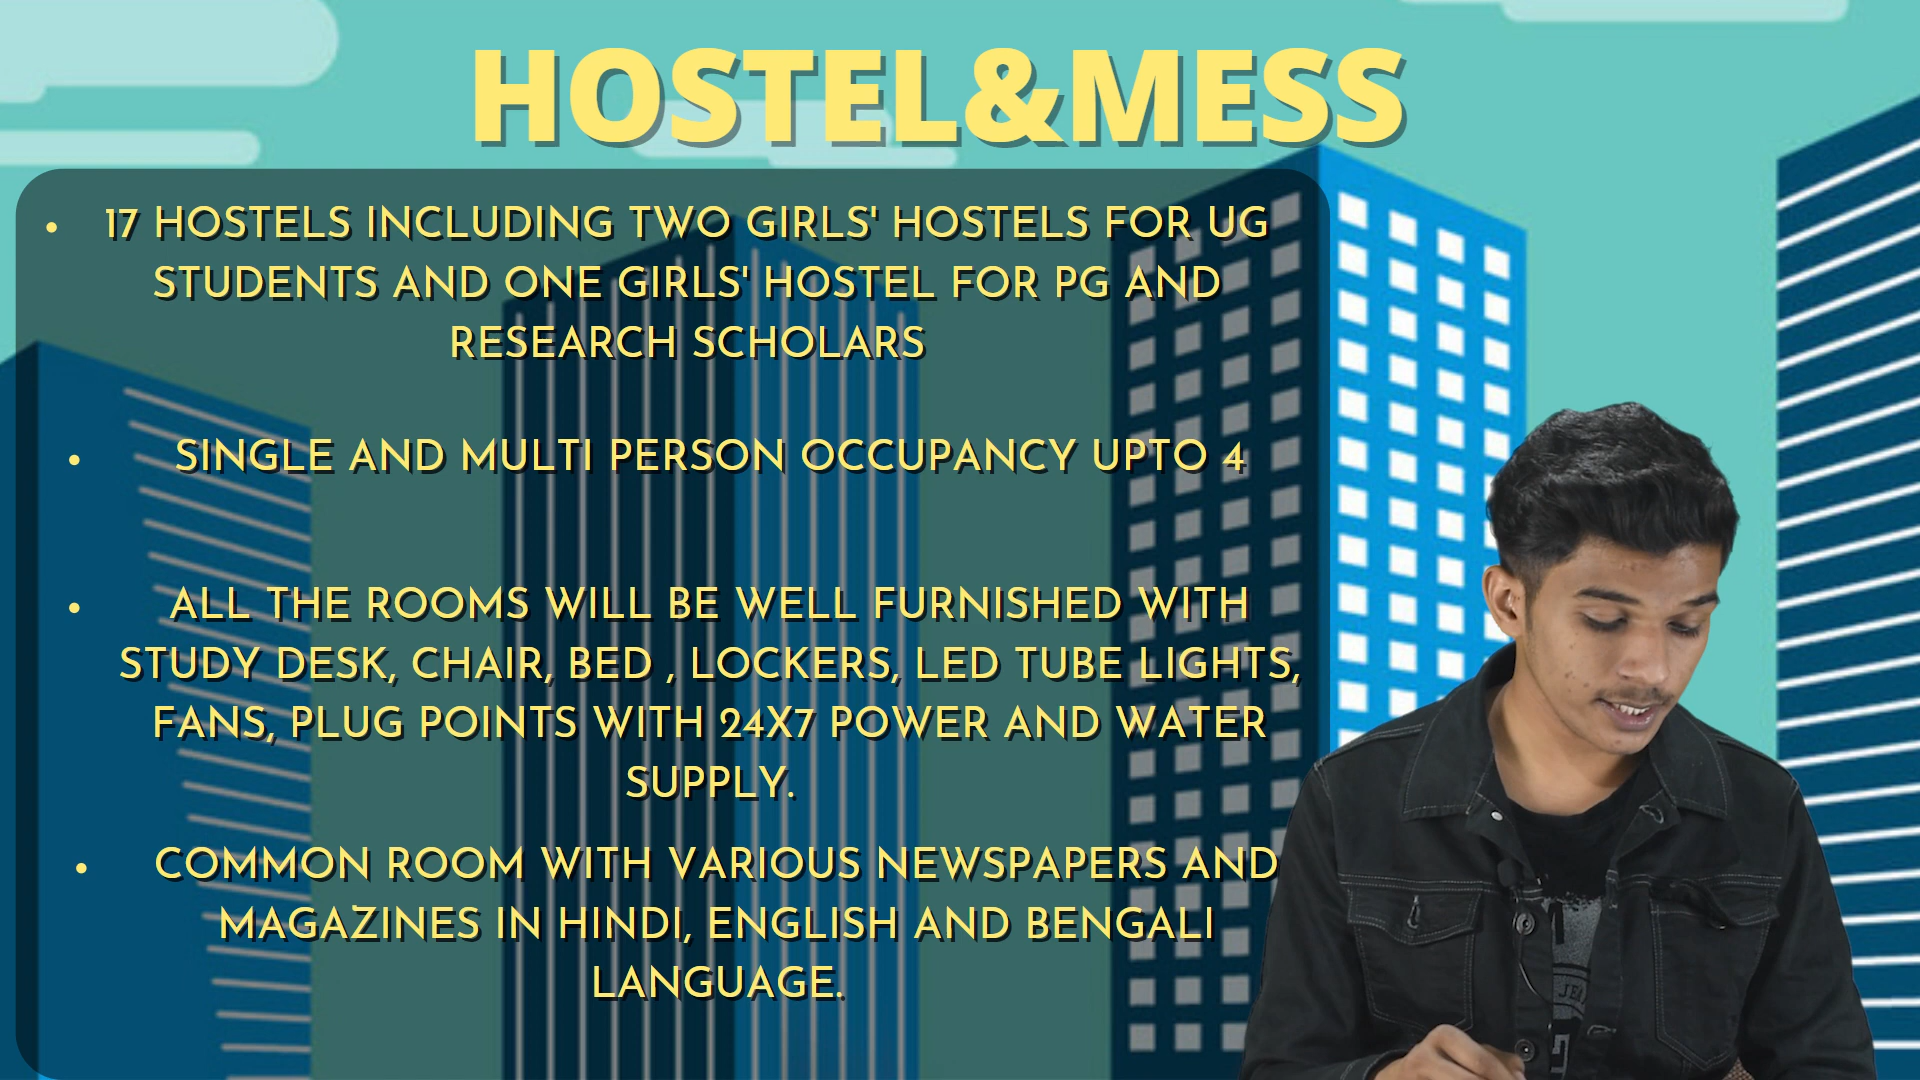 HOSTEL&MESS
• 17 HOSTELS INCLUDING TWO GIRLS' HOSTELS FOR UG
STUDENTS AND ONE GIRLS' HOSTEL FOR PG AND
RESEARCH SCHOLARS
• SINGLE AND MULTI PERSON OCCUPANCY UPTO 4
• ALL THE ROOMS WILL BE WELL FURNISHED WITH
STUDY DESK, CHAIR, BED , LOCKERS, LED TUBE LIGHTS,
FANS, PLUG POINTS WITH 24X7 POWER AND WATER
SUPPLY.
• COMMON ROOM WITH VARIOUS NEWSPAPERS AND
MAGAZINES IN HINDI, ENGLISH AND BENGALI
LANGUAGE.